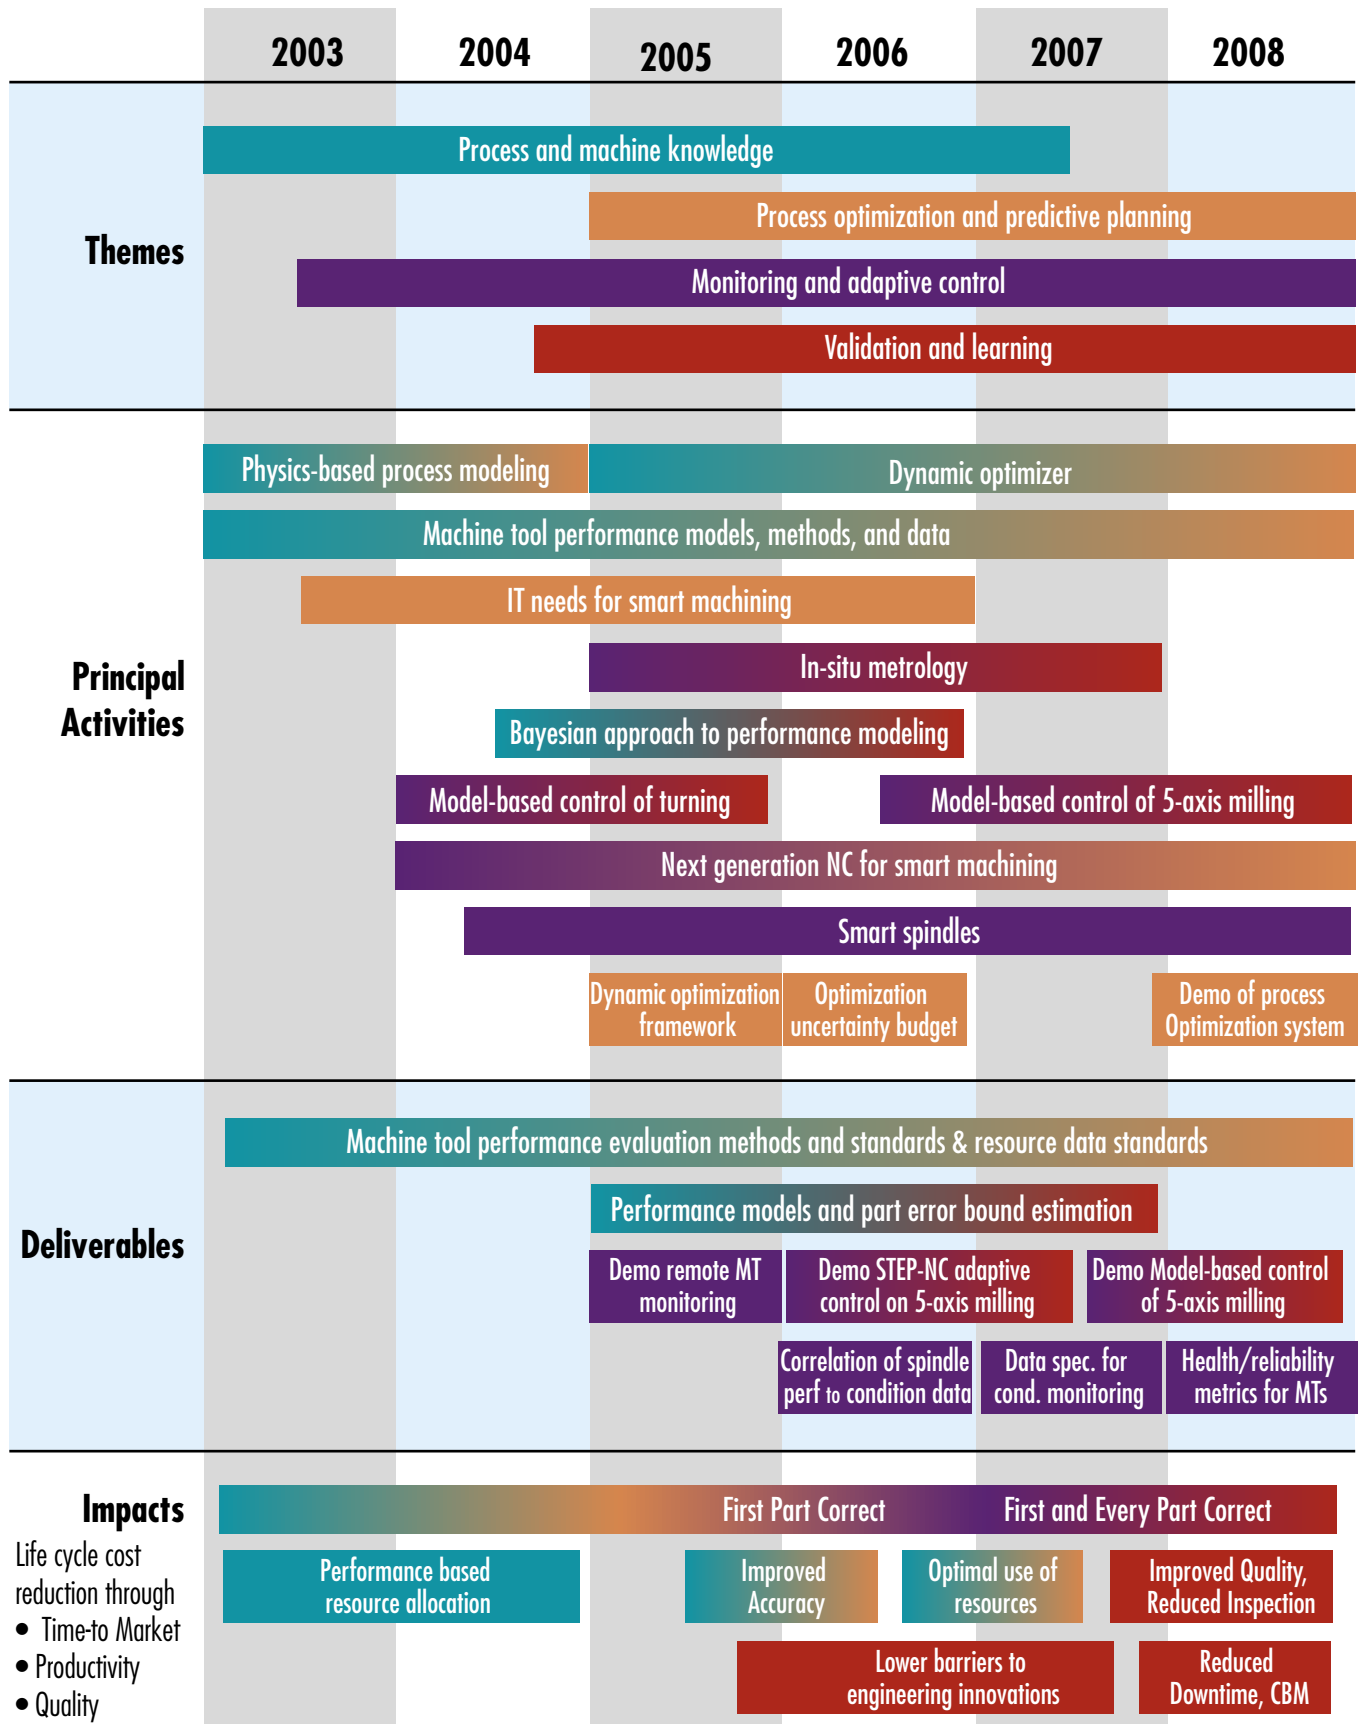 2003 2004 2005 2006 2007 2008
Themes
Process and machine knowledge
Process optimization and predictive planning
Monitoring and adaptive control
Validation and learning
Principal
Activities
Physics-based process modeling
Dynamic optimizer
Machine tool performance models, methods, and data
IT needs for smart machining
In-situ metrology
Bayesian approach to performance modeling
Model-based control of turning
Model-based control of 5-axis milling
Next generation NC for smart machining
Smart spindles
Dynamic optimization
framework
Optimization
uncertainty budget
Demo of process
Optimization system
Deliverables
Machine tool performance evaluation methods and standards & resource data standards
Performance models and part error bound estimation
Demo remote MT
monitoring
Demo STEP-NC adaptive
control on 5-axis milling
Demo Model-based control
of 5-axis milling
Correlation of spindle
perf to condition data
Data spec. for
cond. monitoring
Health/reliability
metrics for MTs
Impacts
Life cycle cost
reduction through
• Time-to Market
• Productivity
• Quality
First Part Correct
First and Every Part Correct
Performance based
resource allocation
Improved
Accuracy
Optimal use of
resources
Improved Quality,
Reduced Inspection
Lower barriers to
engineering innovations
Reduced
Downtime, CBM